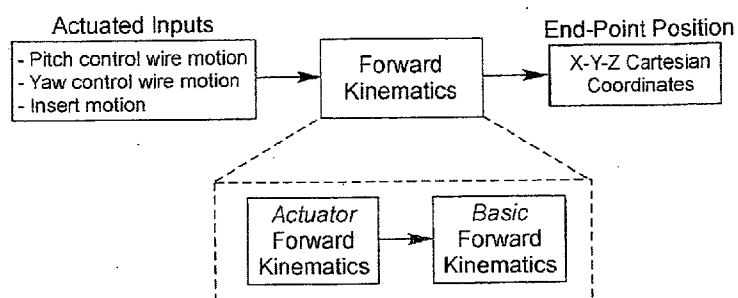 Actuated Inputs
- Pitch control wire motion
- Yaw control wire motion
- Insert motion
Forward
Kinematics
End-Point Position
X-Y-Z Cartesian
Coordinates
Actuator
Forward
Kinematics
Basic
Forward
Kinematics